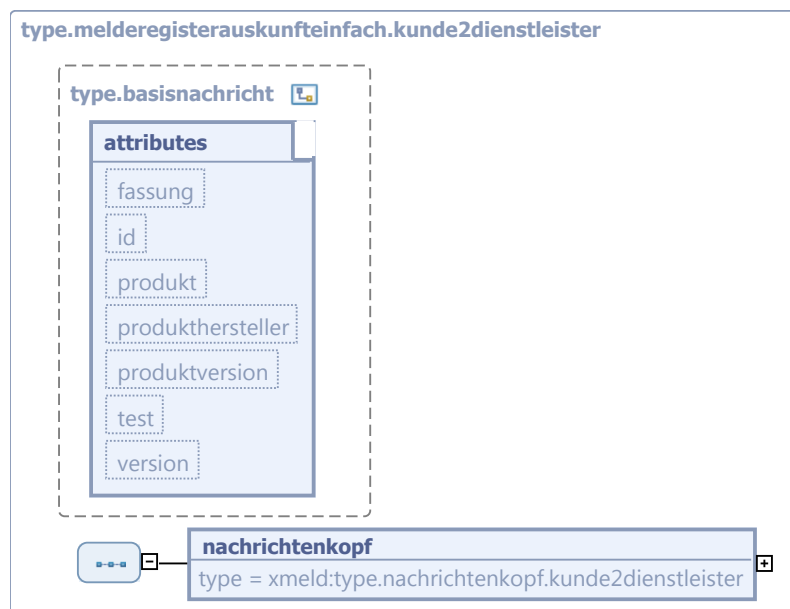 type.melderegisterauskunfteinfach.kunde2dienstleister
type.basisnachricht
attributes
fassung
id
produkt
produkthersteller
produktversion
test
version
nachrichtenkopf
type = xmeld:type.nachrichtenkopf.kunde2dienstleister